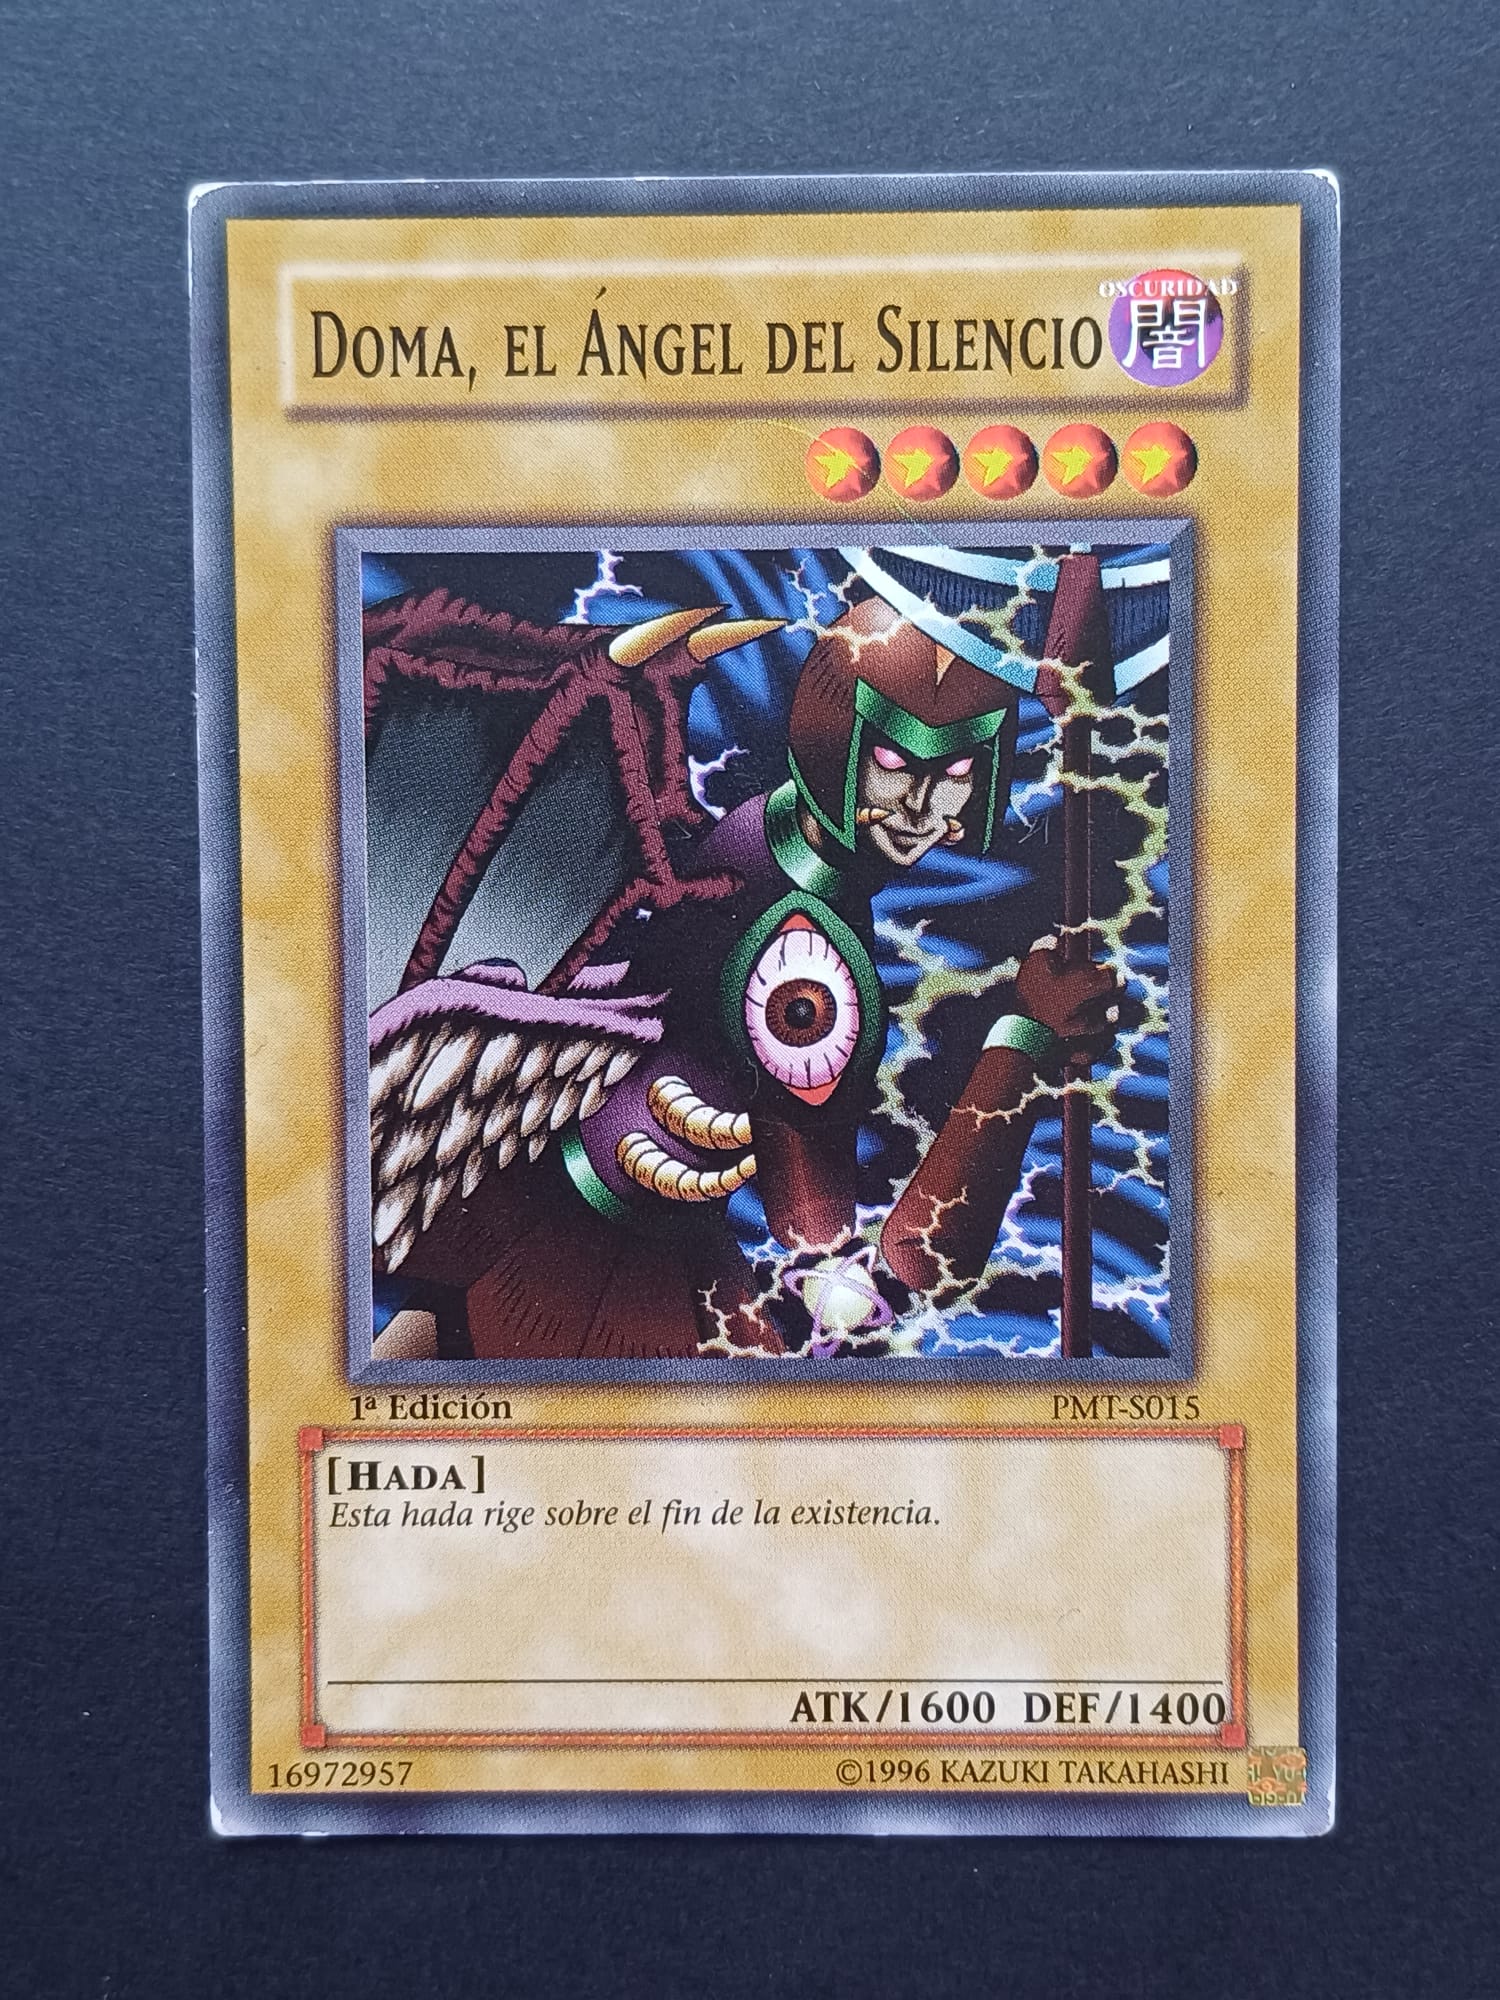 DOMA, EL ÁNGEL DEL SILENCIO
OSCURIDAD
闇
1ª Edición
PMT-S015
[HADA]
Esta hada rige sobre el fin de la existencia.
ATK/1600 DEF/1400
16972957
©1996 KAZUKI TAKAHASHI